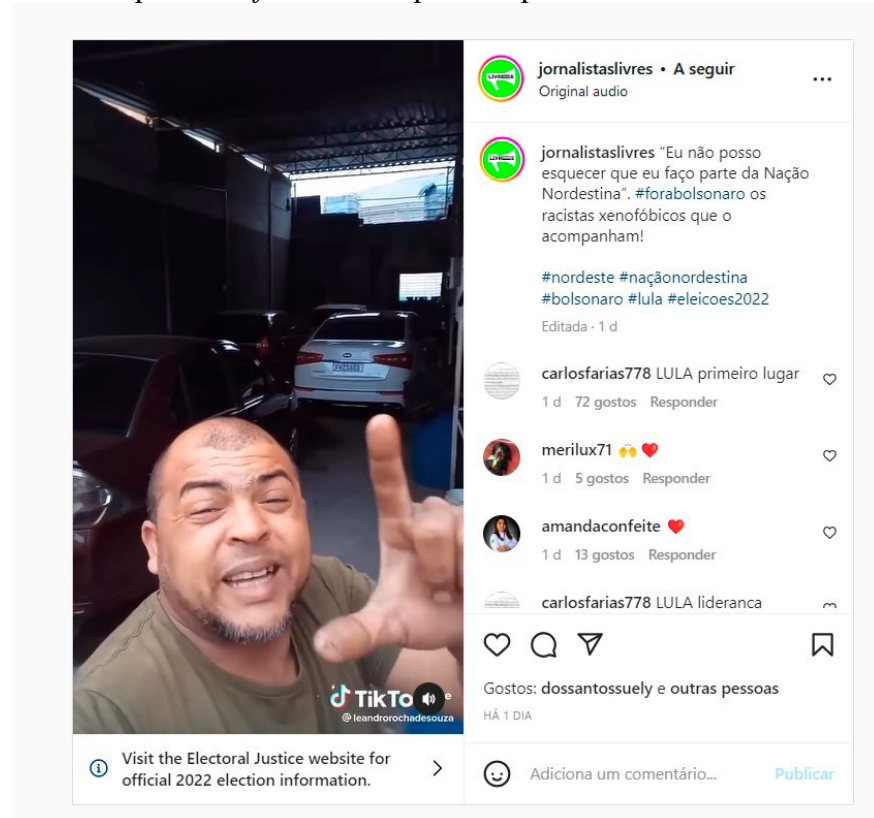 jornalistaslivres • A seguir
Original audio
jornalistaslivres “Eu não posso
esquecer que eu faço parte da Nação
Nordestina”. #forabolsonaro os
racistas xenofóbicos que o
acompanham!
#nordeste #naçãonordestina
#bolsonaro #lula #eleicoes2022
Editada · 1 d
carlosfarias778 LULA primeiro lugar
1 d 72 gostos Responder
merilux71 🙌 ❤️
1 d 5 gostos Responder
amandaconfeite ❤️
1 d 13 gostos Responder
carlosfarias778 LULA lideranca
Gostos: dossantossuely e outras pessoas
HÁ 1 DIA
Adiciona um comentário... Publicar
TikTo
@leandrorochadesouza
Visit the Electoral Justice website for
official 2022 election information.